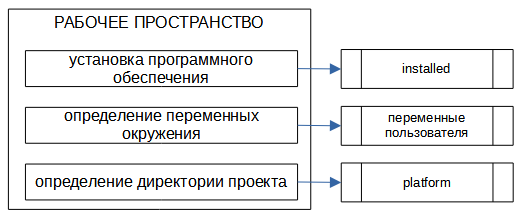 РАБОЧЕЕ ПРОСТРАНСТВО
установка программного
обеспечения
installed
определение переменных
окружения
переменные
пользователя
определение директории проекта
platform